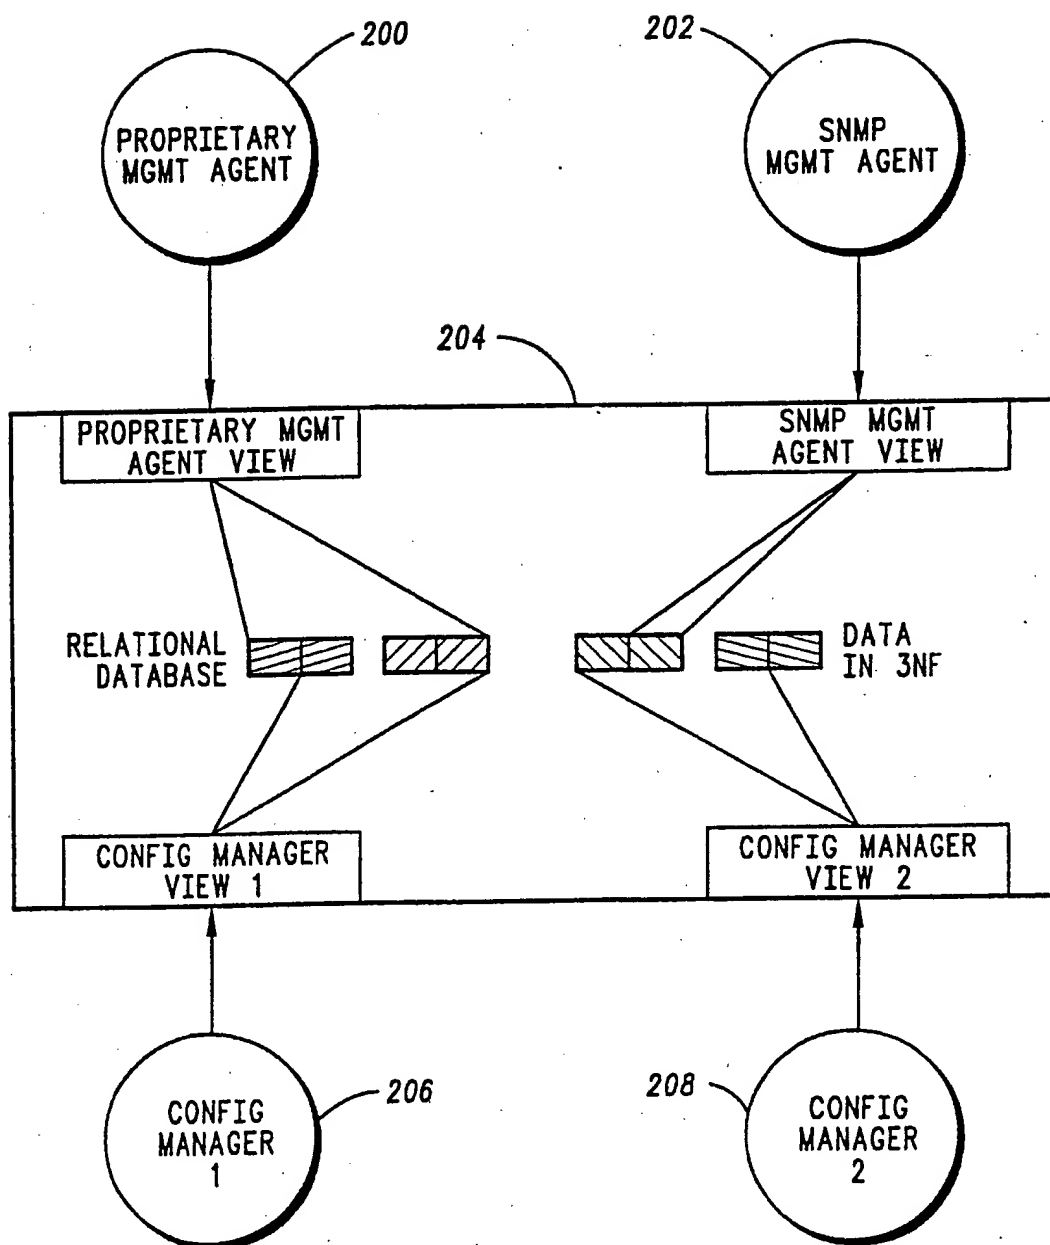 200
202
PROPRIETARY
MGMT AGENT
SNMP
MGMT AGENT
204
PROPRIETARY MGMT
AGENT VIEW
SNMP MGMT
AGENT VIEW
RELATIONAL
DATABASE
DATA
IN 3NF
CONFIG MANAGER
VIEW 1
CONFIG MANAGER
VIEW 2
206
208
CONFIG
MANAGER
1
CONFIG
MANAGER
2